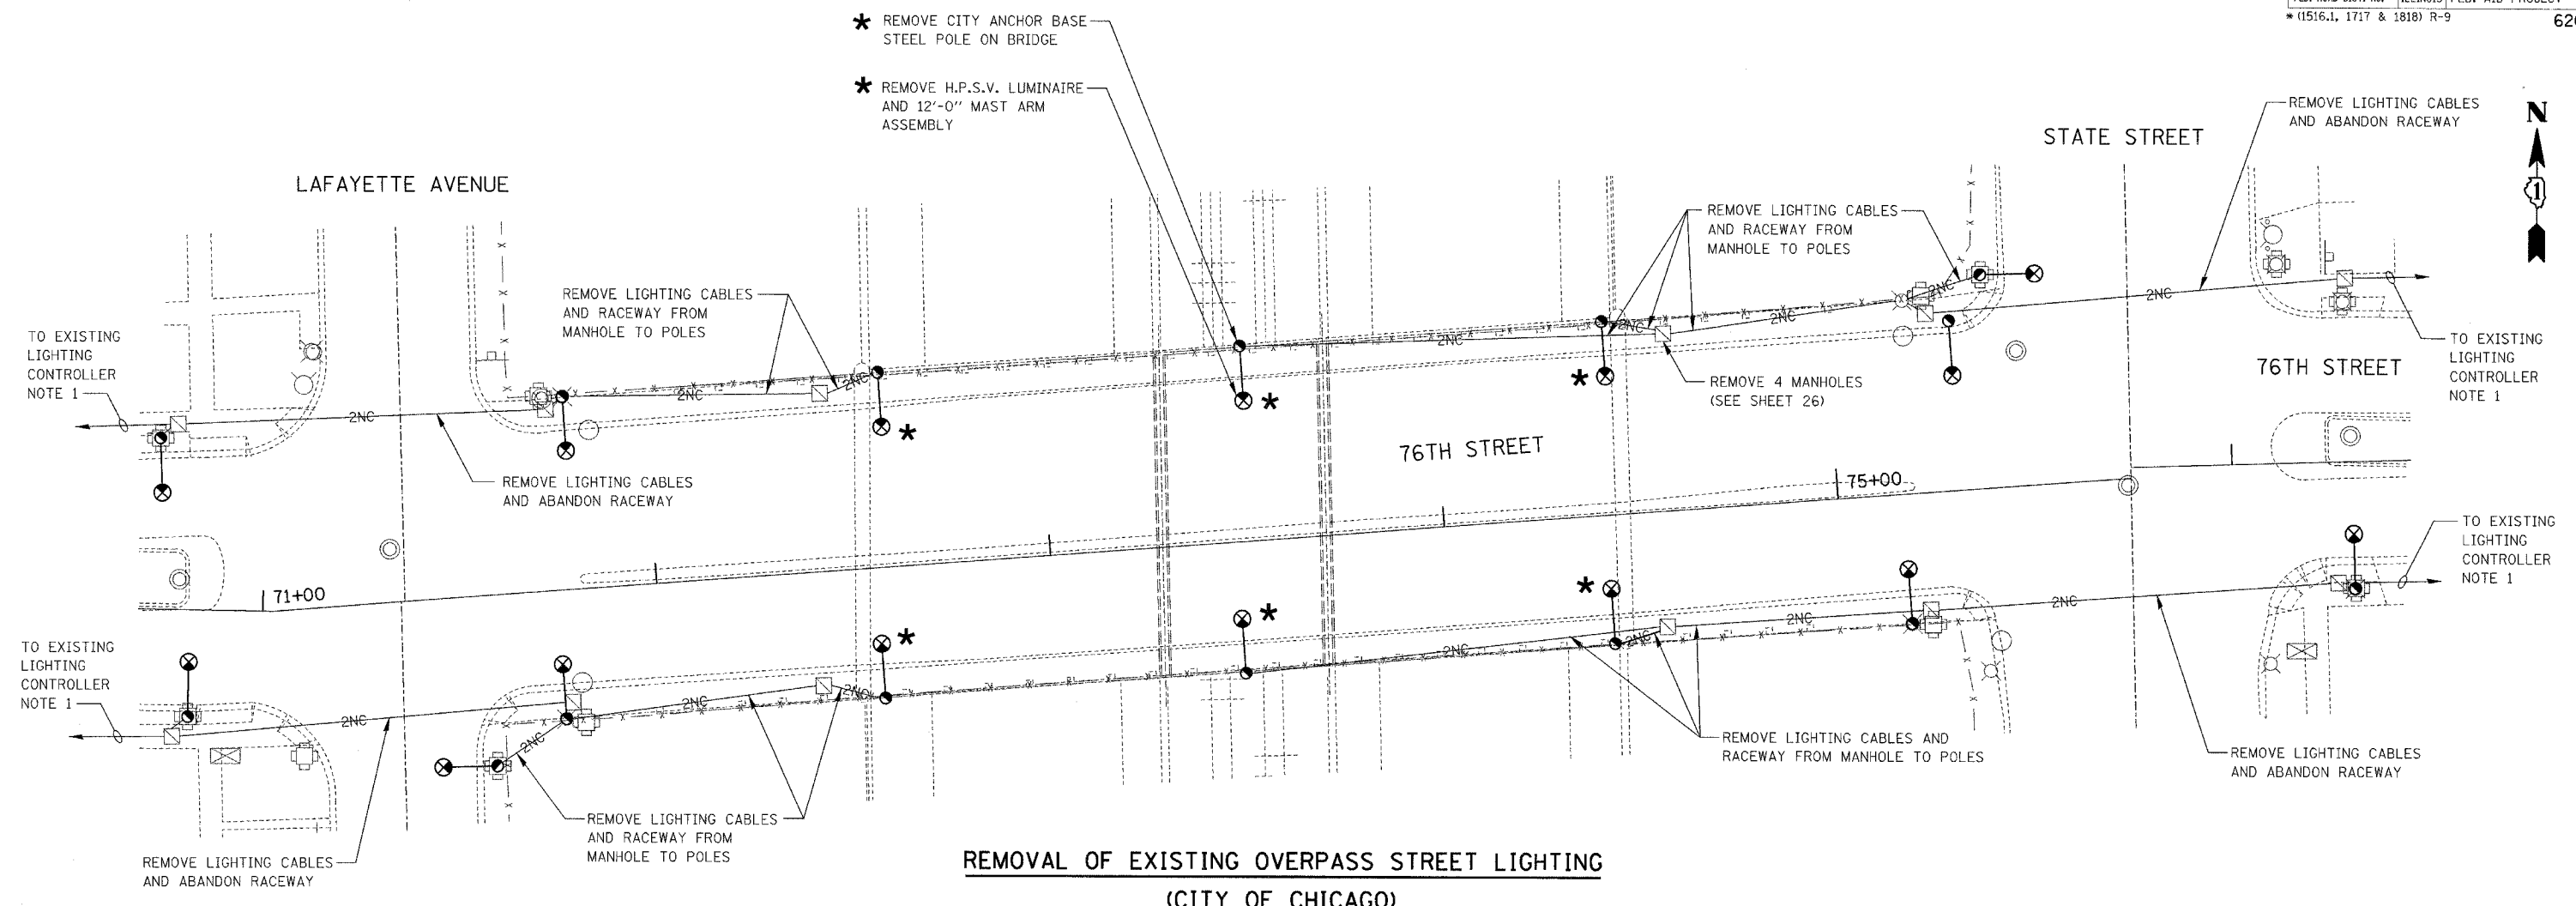 * (1516.1, 1717 & 1818) R-9
62
* REMOVE CITY ANCHOR BASE
STEEL POLE ON BRIDGE
* REMOVE H.P.S.V. LUMINAIRE
AND 12'-0" MAST ARM
ASSEMBLY
REMOVE LIGHTING CABLES
AND ABANDON RACEWAY
N
1
STATE STREET
LAFAYETTE AVENUE
REMOVE LIGHTING CABLES
AND RACEWAY FROM
MANHOLE TO POLES
REMOVE LIGHTING CABLES
AND RACEWAY FROM
MANHOLE TO POLES
2NC
2NC
2NC
2NC
2NC
2NC
2NC
2NC
TO EXISTING
LIGHTING
CONTROLLER
NOTE 1
TO EXISTING
LIGHTING
CONTROLLER
NOTE 1
76TH STREET
REMOVE 4 MANHOLES
(SEE SHEET 26)
*
*
*
76TH STREET
REMOVE LIGHTING CABLES
AND ABANDON RACEWAY
75+00
TO EXISTING
LIGHTING
CONTROLLER
NOTE 1
71+00
*
*
*
TO EXISTING
LIGHTING
CONTROLLER
NOTE 1
2NC
2NC
2NC
2NC
2NC
2NC
2NC
2NC
REMOVE LIGHTING CABLES AND
RACEWAY FROM MANHOLE TO POLES
REMOVE LIGHTING CABLES
AND ABANDON RACEWAY
REMOVE LIGHTING CABLES
AND RACEWAY FROM
MANHOLE TO POLES
REMOVE LIGHTING CABLES
AND ABANDON RACEWAY
REMOVAL OF EXISTING OVERPASS STREET LIGHTING
(CITY OF CHICAGO)